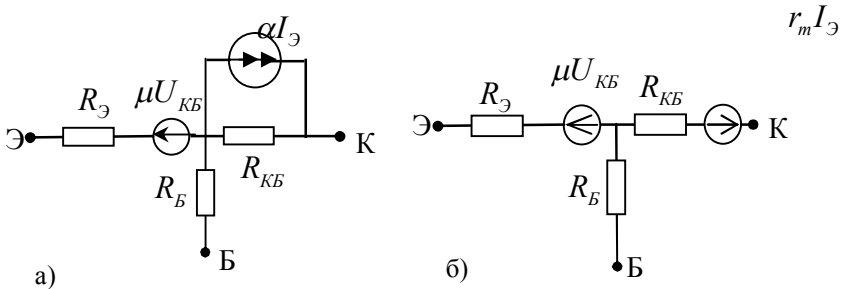 αI_Э
r_m I_Э
R_Э
μU_КБ
Э
К
R_Б
R_КБ
Б
а)
R_Э
μU_КБ
R_КБ
Э
К
R_Б
Б
б)